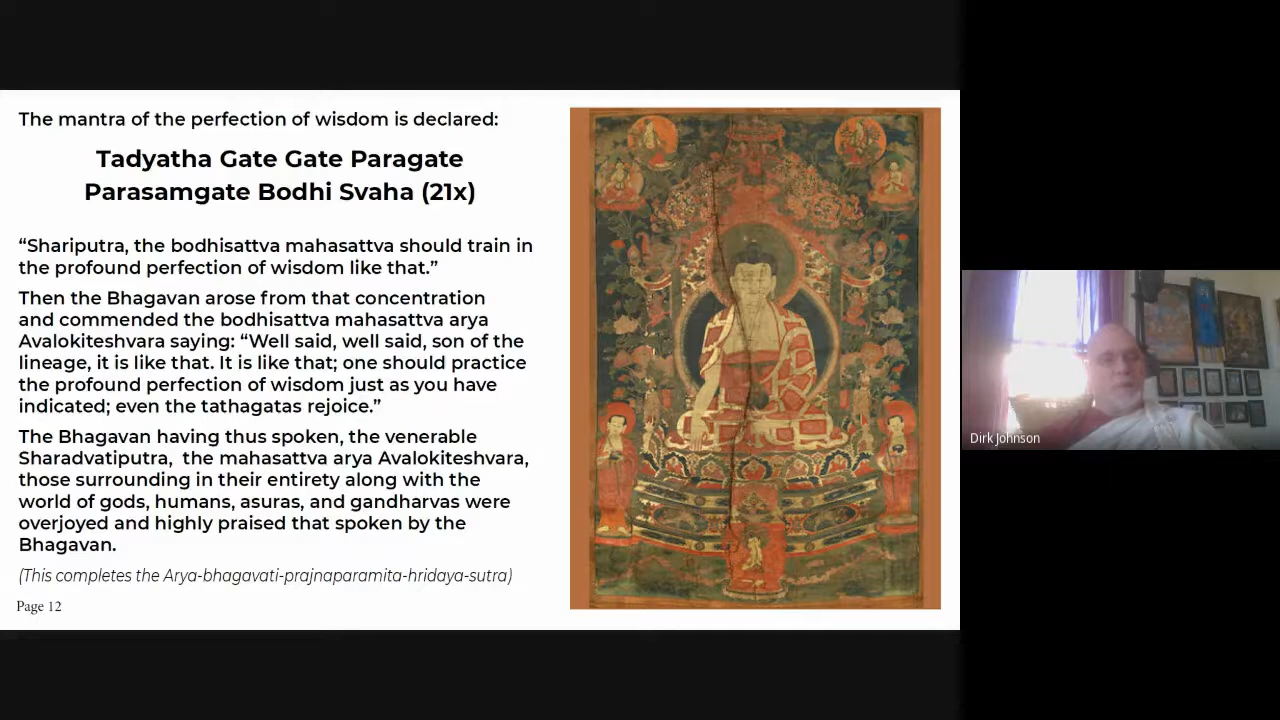 The mantra of the perfection of wisdom is declared:
Tadyatha Gate Gate Paragate
Parasamgate Bodhi Svaha (21x)
“Shariputra, the bodhisattva mahasattva should train in
the profound perfection of wisdom like that.”
Then the Bhagavan arose from that concentration
and commended the bodhisattva mahasattva arya
Avalokiteshvara saying: “Well said, well said, son of the
lineage, it is like that. It is like that; one should practice
the profound perfection of wisdom just as you have
indicated; even the tathagatas rejoice.”
The Bhagavan having thus spoken, the venerable
Sharadvatiputra, the mahasattva arya Avalokiteshvara,
those surrounding in their entirety along with the
world of gods, humans, asuras, and gandharvas were
overjoyed and highly praised that spoken by the
Bhagavan.
(This completes the Arya-bhagavati-prajnaparamita-hridaya-sutra)
Page 12
Dirk Johnson